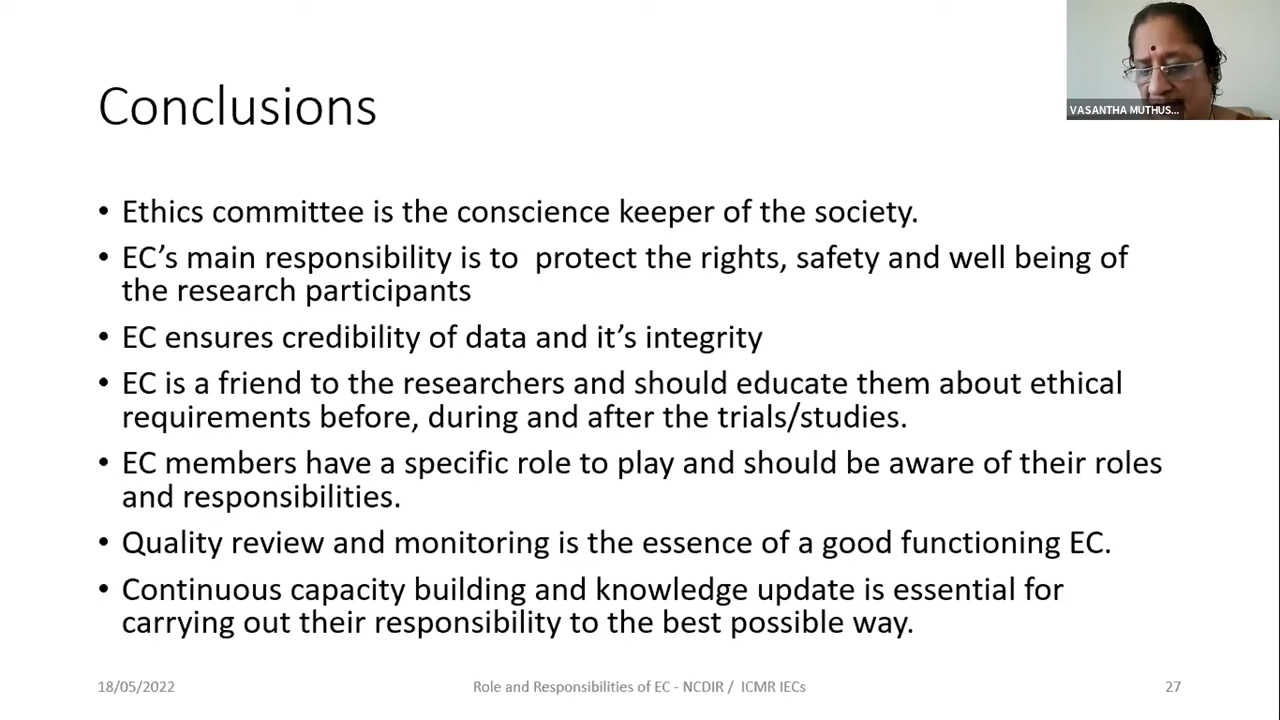 VASANTHA MUTHUS...
Conclusions
• Ethics committee is the conscience keeper of the society.
• EC’s main responsibility is to  protect the rights, safety and well being of
the research participants
• EC ensures credibility of data and it’s integrity
• EC is a friend to the researchers and should educate them about ethical
requirements before, during and after the trials/studies.
• EC members have a specific role to play and should be aware of their roles
and responsibilities.
• Quality review and monitoring is the essence of a good functioning EC.
• Continuous capacity building and knowledge update is essential for
carrying out their responsibility to the best possible way.
18/05/2022
Role and Responsibilities of EC - NCDIR /  ICMR IECs
27